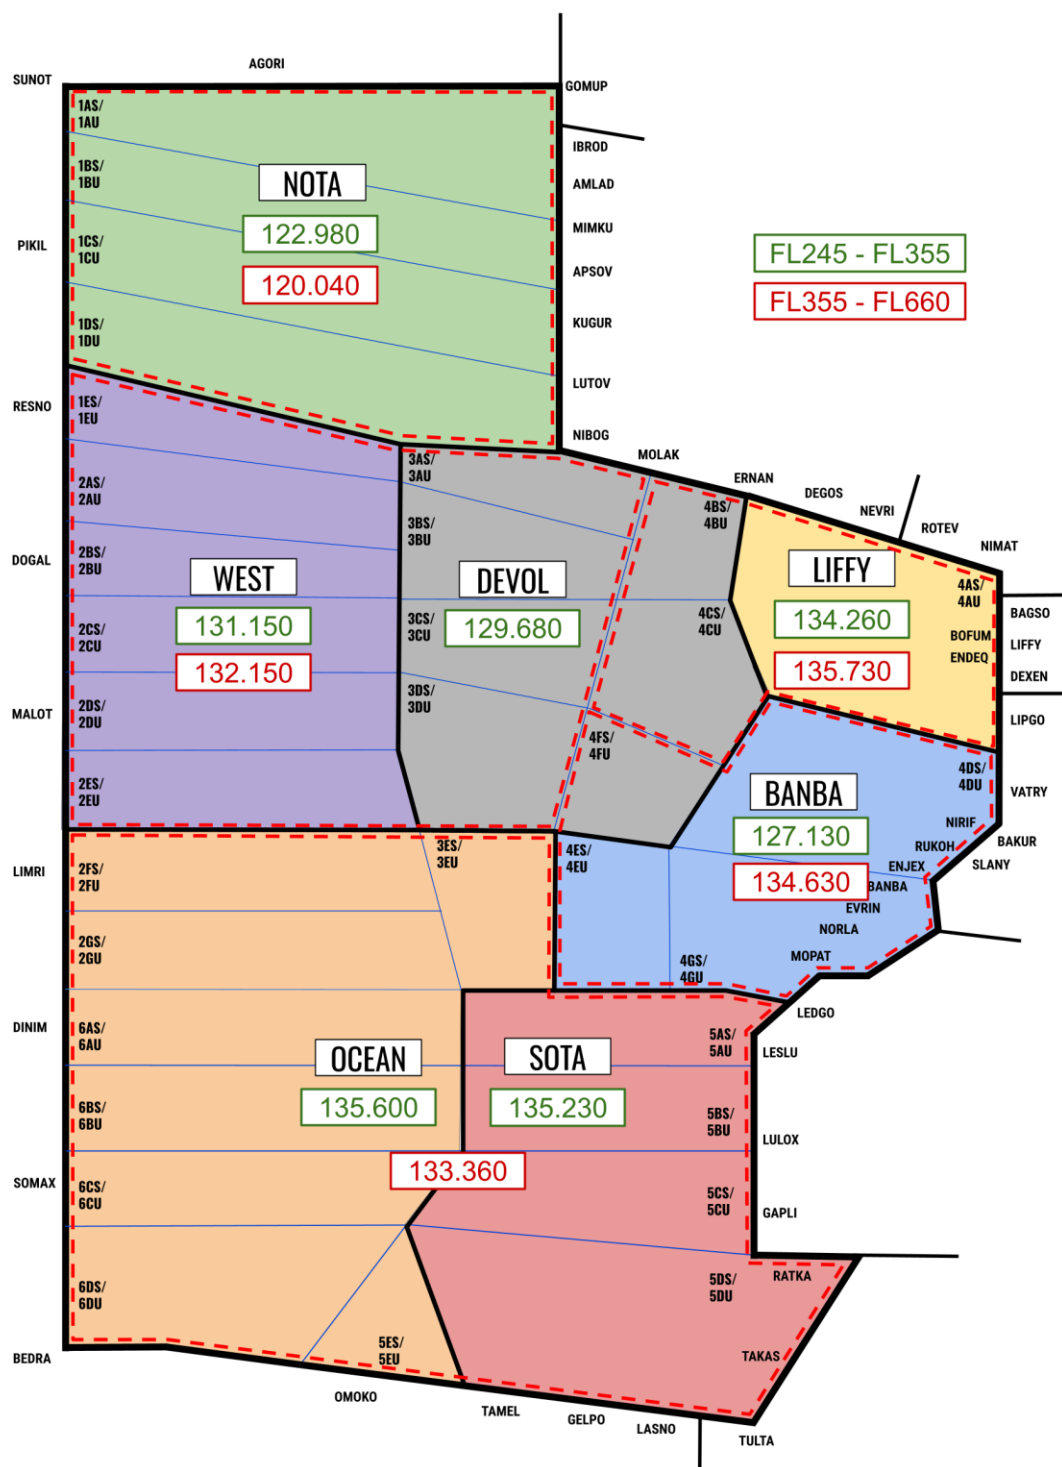 AGORI
SUNOT
GOMUP
1AS/
1AU
IBROD
1BS/
1BU
NOTA
AMLAD
122.980
MIMKU
PIKIL
1CS/
1CU
120.040
APSOV
FL245 - FL355
FL355 - FL660
1DS/
1DU
KUGUR
LUTOV
RESNO
1ES/
1EU
NIBOG
MOLAK
3AS/
3AU
ERNAN
DEGOS
NEVRI
ROTEV
NIMAT
2AS/
2AU
4BS/
4BU
3BS/
3BU
DOGAL
2BS/
2BU
WEST
DEVOL
LIFFY
4AS/
4AU
BAGSO
131.150
129.680
134.260
2CS/
2CU
3CS/
3CU
4CS/
4CU
BOFUM
LIFFY
ENDEQ
132.150
135.730
DEXEN
MALOT
2DS/
2DU
3DS/
3DU
LIPGO
4FS/
4FU
4DS/
4DU
2ES/
2EU
BANBA
VATRY
127.130
NIRIF
BAKUR
RUKOH
SLANY
3ES/
3EU
4ES/
4EU
ENJEX
LIMRI
2FS/
2FU
134.630
BANBA
EVRIN
NORLA
2GS/
2GU
MOPAT
4GS/
4GU
LEDGO
DINIM
6AS/
6AU
OCEAN
SOTA
5AS/
5AU
LESLU
135.600
135.230
6BS/
6BU
5BS/
5BU
LULOX
133.360
SOMAX
6CS/
6CU
5CS/
5CU
GAPLI
RATKA
6DS/
6DU
5DS/
5DU
BEDRA
5ES/
5EU
TAKAS
OMOKO
TAMEL
GELPO
LASNO
TULTA